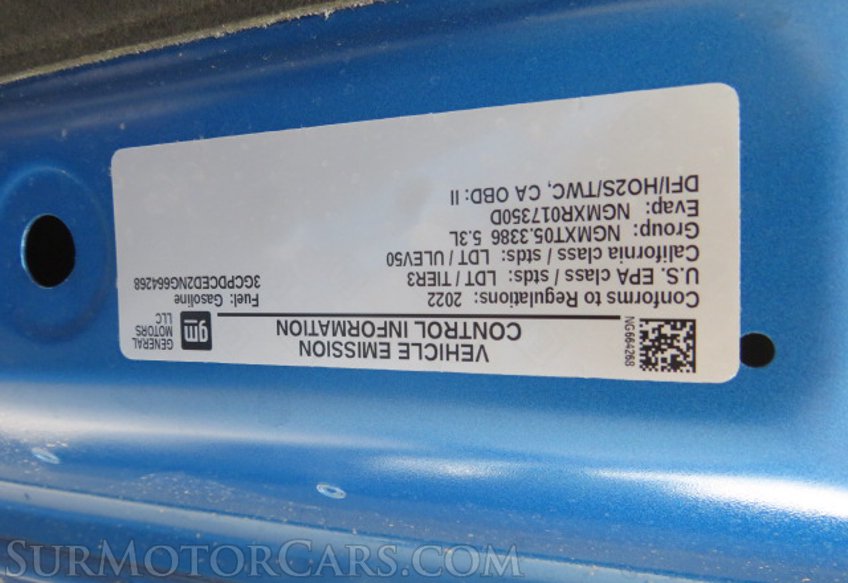 NG664268
VEHICLE EMISSION
CONTROL INFORMATION
gm
GENERAL
MOTORS
LLC
Conforms to Regulations: 2022
Fuel: Gasoline
U.S. EPA class / stds: LDT / TIER3
3GCPDCED2NG664268
California class / stds: LDT / ULEV50
Group: NGMXT05.3386 5.3L
Evap: NGMXR017350D
DFI/HO2S/TWC, CA OBD: II
SURMOTORCARS.COM